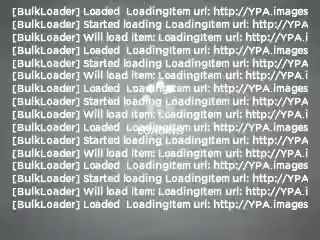 [BulkLoader] Loaded LoadingItem url: http://YPA.images
[BulkLoader] Started loading LoadingItem url: http://YPA
[BulkLoader] Will load item: LoadingItem url: http://YPA.i
[BulkLoader] Loaded LoadingItem url: http://YPA.images
[BulkLoader] Started loading LoadingItem url: http://YPA
[BulkLoader] Will load item: LoadingItem url: http://YPA.i
[BulkLoader] Loaded LoadingItem url: http://YPA.images
[BulkLoader] Started loading LoadingItem url: http://YPA
[BulkLoader] Will load item: LoadingItem url: http://YPA.i
[BulkLoader] Loaded LoadingItem url: http://YPA.images
[BulkLoader] Started loading LoadingItem url: http://YPA
[BulkLoader] Will load item: LoadingItem url: http://YPA.i
[BulkLoader] Loaded LoadingItem url: http://YPA.images
[BulkLoader] Started loading LoadingItem url: http://YPA
[BulkLoader] Will load item: LoadingItem url: http://YPA.i
[BulkLoader] Loaded LoadingItem url: http://YPA.images